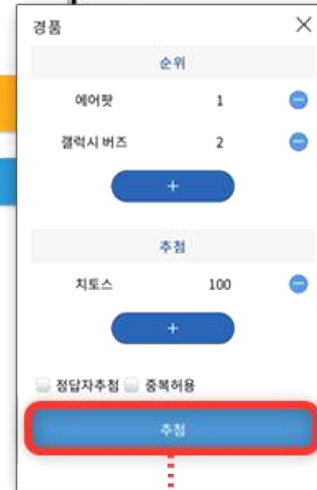 경품
순위
에어팟 1
갤럭시 버즈 2
+
추첨
치토스 100
+
정답자추첨 중복허용
추첨